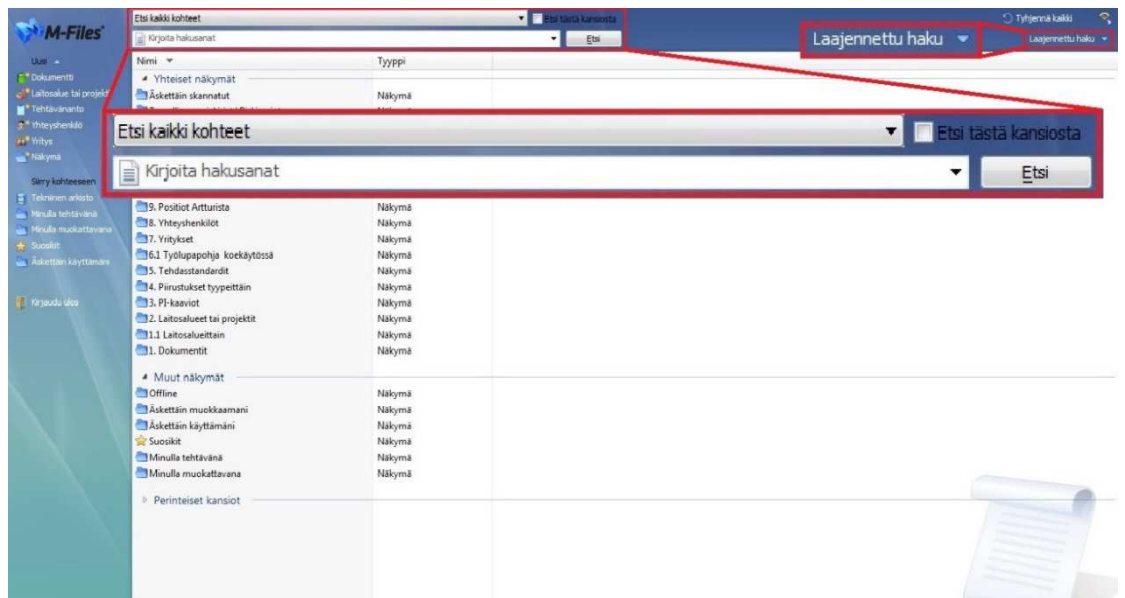 M-Files®
Etsi kaikki kohteet
Etsi tästä kansiosta
Kirjoita hakusanat
Etsi
Tyhjennä kaikki
Laajennettu haku
Laajennettu haku
Uusi
Dokumentti
Laitosalue tai projekti
Tehtävänanto
Yhteyshenkilö
Yritys
Näkymä
Siirry kohteeseen
Tekninen arkisto
Minulla tehtävänä
Minulla muokattavana
Suosikit
Äskettäin käyttämäni
Kirjaudu ulos
Nimi Tyyppi
Yhteiset näkymät
Äskettäin skannatut Näkymä
Etsi kaikki kohteet Etsi tästä kansiosta
Kirjoita hakusanat Etsi
9. Positiot Artturista Näkymä
8. Yhteyshenkilöt Näkymä
7. Yritykset Näkymä
6.1 Työlupapohja koekäytössä Näkymä
5. Tehdasstandardit Näkymä
4. Piirustukset tyypeittäin Näkymä
3. PI-kaaviot Näkymä
2. Laitosalueet tai projektit Näkymä
1.1 Laitosalueittain Näkymä
1. Dokumentit Näkymä
Muut näkymät
Offline Näkymä
Äskettäin muokkaamani Näkymä
Äskettäin käyttämäni Näkymä
Suosikit Näkymä
Minulla tehtävänä Näkymä
Minulla muokattavana Näkymä
Perinteiset kansiot